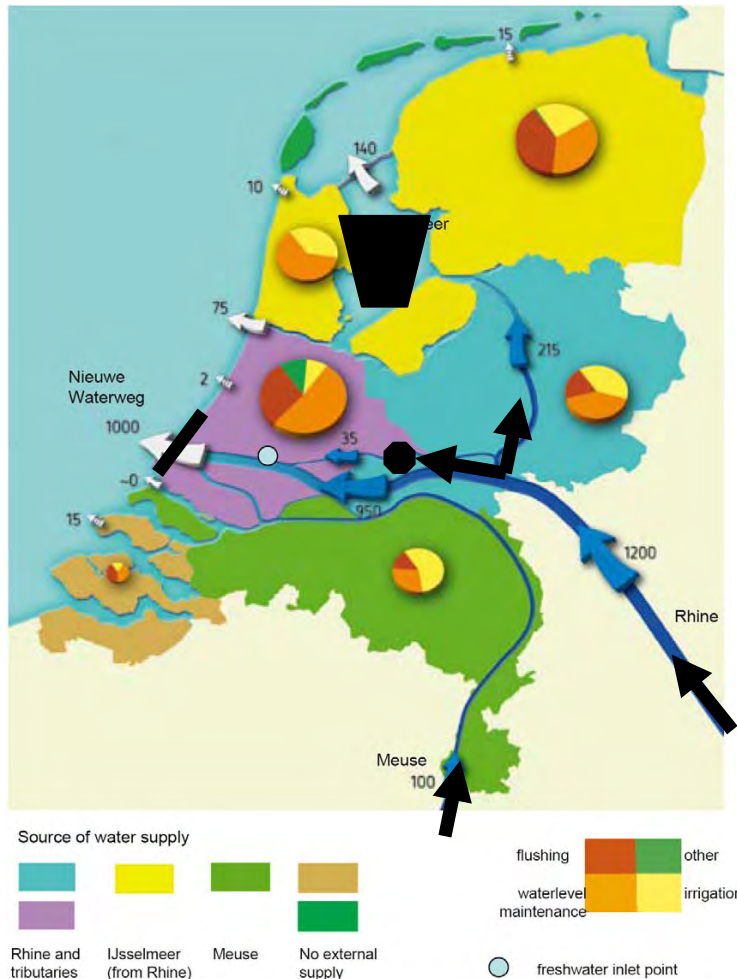 15
140
10
eer
75
215
Nieuwe
Waterweg
2
1000
35
~0
950
15
1200
Rhine
Meuse
100
Source of water supply
flushing
other
waterlevel
maintenance
irrigation
Rhine and
tributaries
IJsselmeer
(from Rhine)
Meuse
No external
supply
freshwater inlet point